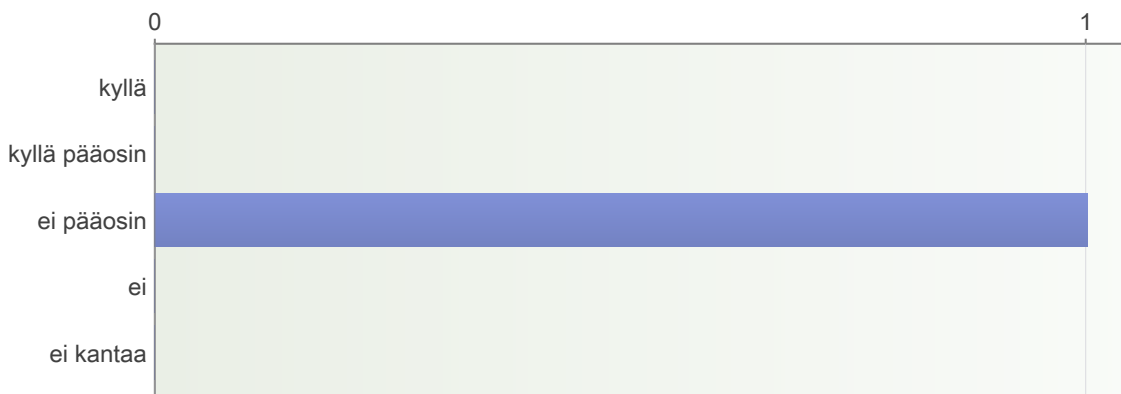 0 1
kyllä
kyllä pääosin
ei pääosin
ei
ei kantaa